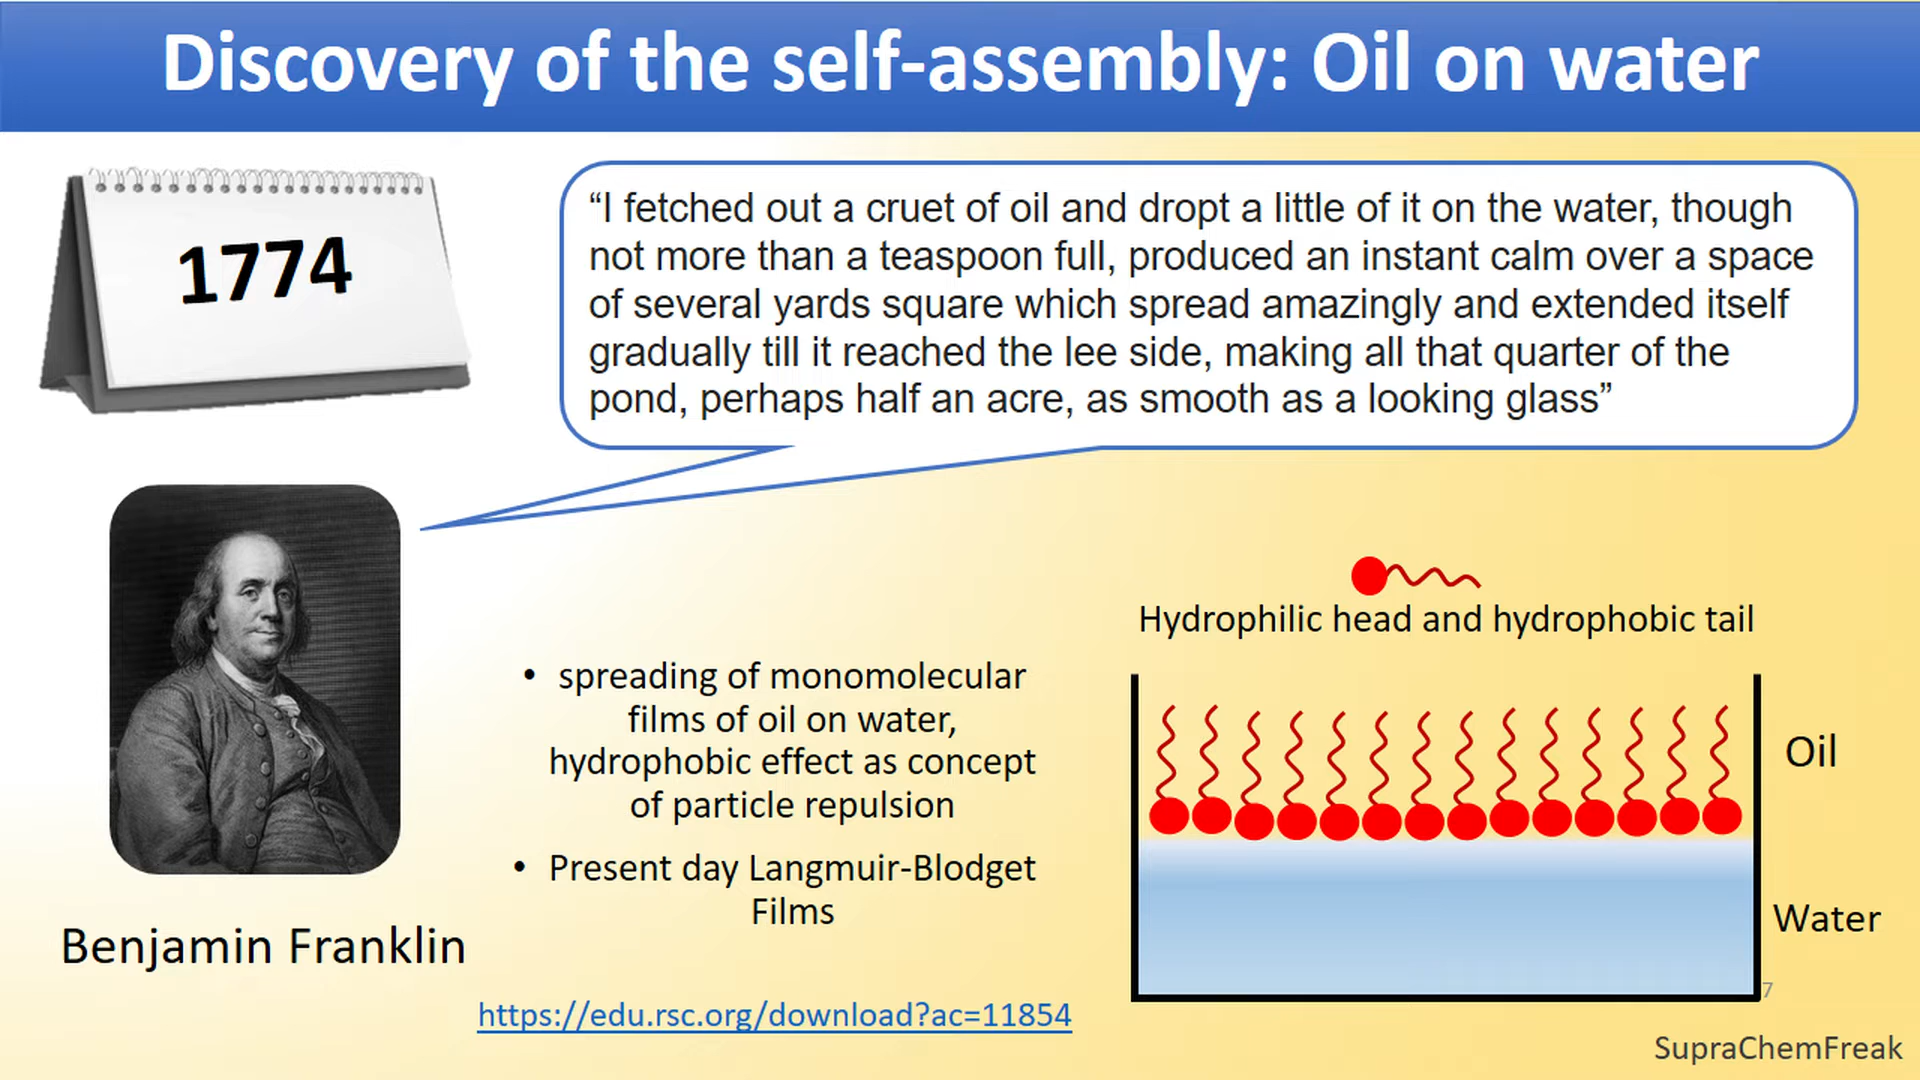 Discovery of the self-assembly: Oil on water
1774
“I fetched out a cruet of oil and dropt a little of it on the water, though
not more than a teaspoon full, produced an instant calm over a space
of several yards square which spread amazingly and extended itself
gradually till it reached the lee side, making all that quarter of the
pond, perhaps half an acre, as smooth as a looking glass”
Benjamin Franklin
• spreading of monomolecular
films of oil on water,
hydrophobic effect as concept
of particle repulsion
• Present day Langmuir-Blodget
Films
https://edu.rsc.org/download?ac=11854
Hydrophilic head and hydrophobic tail
Oil
Water
7
SupraChemFreak